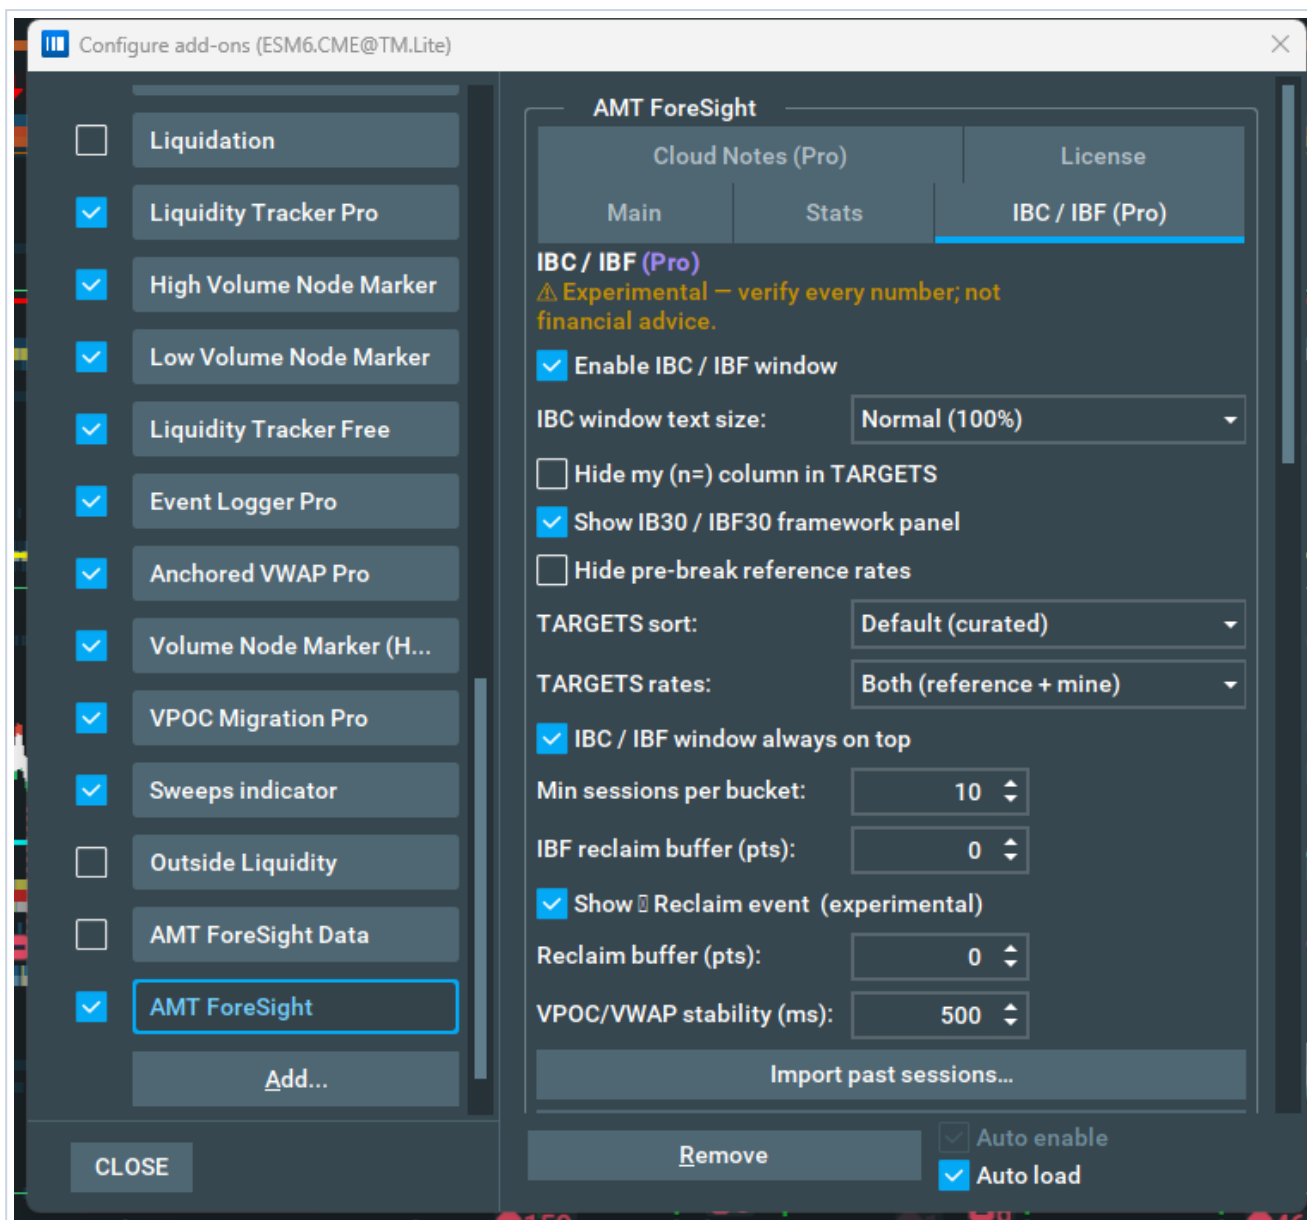 Configure add-ons (ESM6.CME@TM.Lite)
Liquidation
Liquidity Tracker Pro
High Volume Node Marker
Low Volume Node Marker
Liquidity Tracker Free
Event Logger Pro
Anchored VWAP Pro
Volume Node Marker (H...
VPOC Migration Pro
Sweeps indicator
Outside Liquidity
AMT ForeSight Data
AMT ForeSight
Add...
CLOSE
AMT ForeSight
Cloud Notes (Pro)
License
Main
Stats
IBC / IBF (Pro)
IBC / IBF (Pro)
⚠ Experimental — verify every number; not
financial advice.
Enable IBC / IBF window
IBC window text size: Normal (100%)
Hide my (n=) column in TARGETS
Show IB30 / IBF30 framework panel
Hide pre-break reference rates
TARGETS sort: Default (curated)
TARGETS rates: Both (reference + mine)
IBC / IBF window always on top
Min sessions per bucket: 10
IBF reclaim buffer (pts): 0
Show Reclaim event (experimental)
Reclaim buffer (pts): 0
VPOC/VWAP stability (ms): 500
Import past sessions...
Remove
Auto enable
Auto load